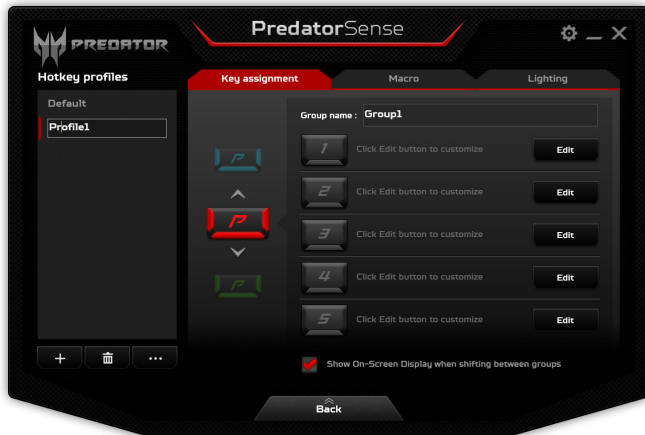 PREDATOR
PredatorSense
Hotkey profiles
Key assignment
Macro
Lighting
Default
Profile1
Group name : Group1
P
1 Click Edit button to customize Edit
2 Click Edit button to customize Edit
P
3 Click Edit button to customize Edit
4 Click Edit button to customize Edit
P
5 Click Edit button to customize Edit
Show On-Screen Display when shifting between groups
Back